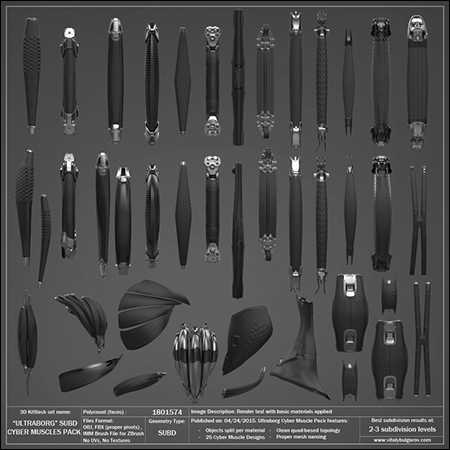 3D KitBash set name:
"ULTRABORG" SUBD
CYBER MUSCLES PACK
Polycount (faces)
1801574
Files Format:
OBJ, FBX (proper pivots),
IMM Brush File for ZBrush
No UVs, No Textures
Geometry Type:
SUBD
Image Description: Render test with basic materials applied
Published on: 04/24/2015. Ultraborg Cyber Muscle Pack features:
- Objects split per material
- 25 Cyber Muscle Designs
- Clean quad based topology
- Proper mesh naming
Best subdivision results at:
2-3 subdivision levels
www.vitalybulgarov.com